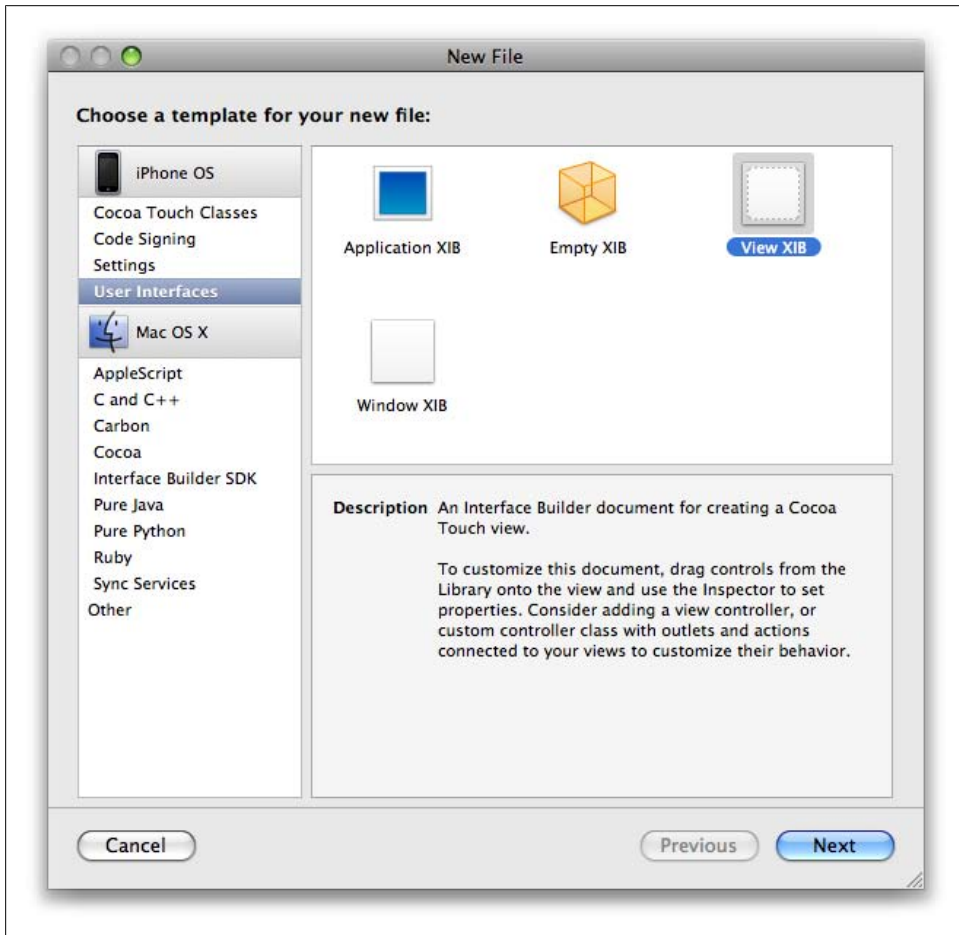 New File
Choose a template for your new file:
iPhone OS
Cocoa Touch Classes
Code Signing
Settings
User Interfaces
Mac OS X
AppleScript
C and C++
Carbon
Cocoa
Interface Builder SDK
Pure Java
Pure Python
Ruby
Sync Services
Other
Application XIB
Empty XIB
View XIB
Window XIB
Description An Interface Builder document for creating a Cocoa
Touch view.
To customize this document, drag controls from the
Library onto the view and use the Inspector to set
properties. Consider adding a view controller, or
custom controller class with outlets and actions
connected to your views to customize their behavior.
Cancel
Previous
Next